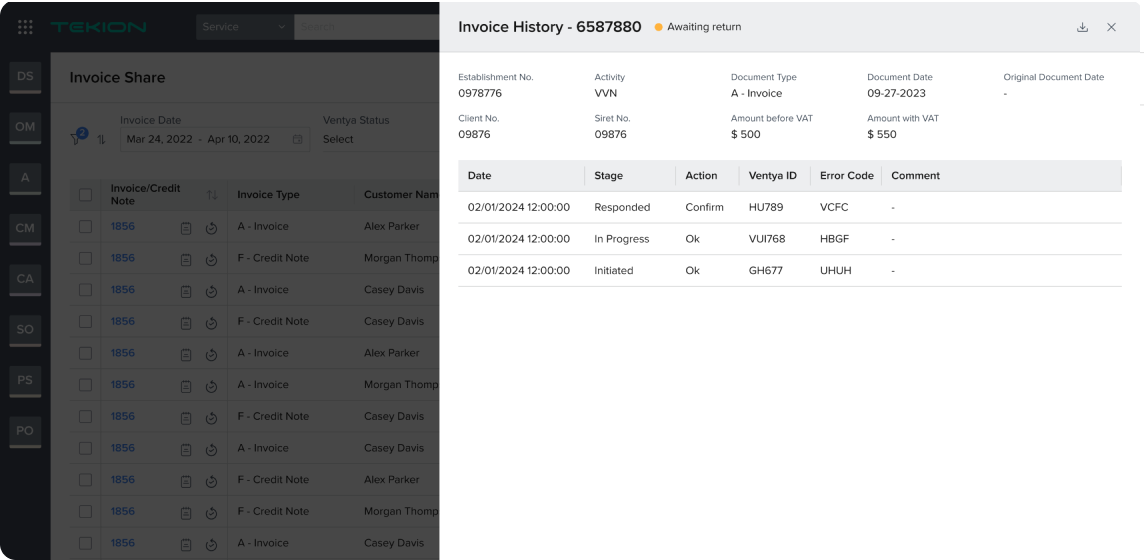 TEKION
Service
Search
DS
OM
A
CM
CA
SO
PS
PO
Invoice Share
2
Invoice Date
Mar 24, 2022 - Apr 10, 2022
Ventya Status
Select
Invoice/Credit
Note
Invoice Type
Customer Nam
1856 A - Invoice Alex Parker
1856 F - Credit Note Morgan Thomp
1856 A - Invoice Casey Davis
1856 F - Credit Note Casey Davis
1856 A - Invoice Alex Parker
1856 A - Invoice Morgan Thomp
1856 F - Credit Note Casey Davis
1856 A - Invoice Casey Davis
1856 F - Credit Note Alex Parker
1856 F - Credit Note Morgan Thomp
1856 A - Invoice Casey Davis
Invoice History - 6587880 Awaiting return
Establishment No. Activity Document Type Document Date Original Document Date
0978776 VVN A - Invoice 09-27-2023 -
Client No. Siret No. Amount before VAT Amount with VAT
09876 09876 $ 500 $ 550
Date Stage Action Ventya ID Error Code Comment
02/01/2024 12:00:00 Responded Confirm HU789 VCFC -
02/01/2024 12:00:00 In Progress Ok VUI768 HBGF -
02/01/2024 12:00:00 Initiated Ok GH677 UHUH -